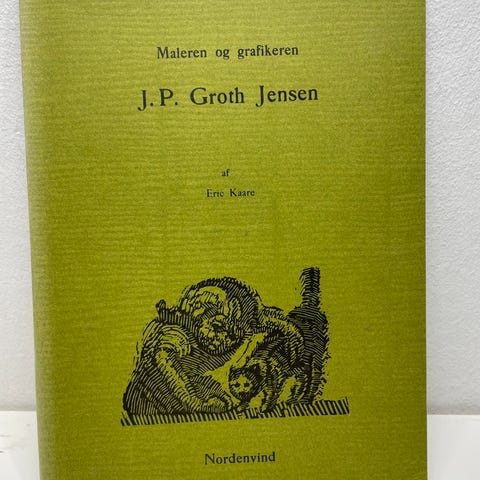 Maleren og grafikeren
J.P. Groth Jensen
af
Eric Kaare
Nordenvind